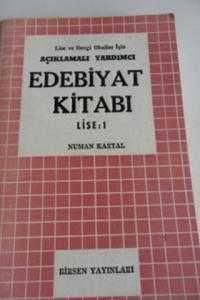 Lise ve Dengi Okullar İçin
AÇIKLAMALI YARDIMCI
EDEBİYAT
KİTABI
LİSE: 1
NUMAN KARTAL
BİRSEN YAYINLARI